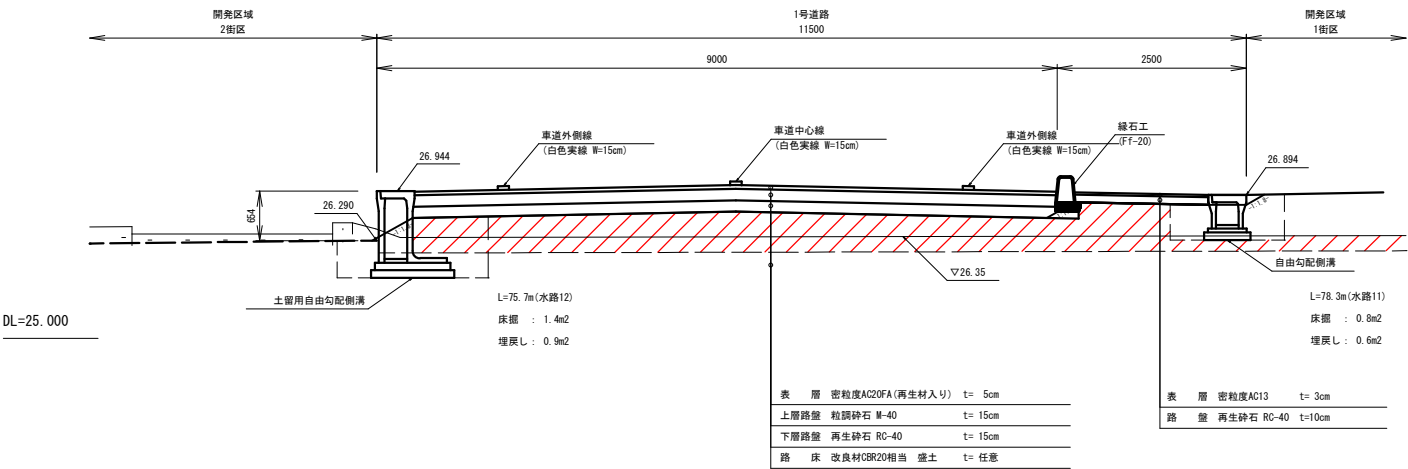 開発区域
2街区
1号道路
11500
開発区域
1街区
9000
2500
車道外側線
(白色実線 W=15cm)
車道中心線
(白色実線 W=15cm)
車道外側線
(白色実線 W=15cm)
縁石工
(Ff-20)
26.944
26.894
654
26.290
▽26.35
土留用自由勾配側溝
自由勾配側溝
DL=25.000
L=75.7m(水路12)
床掘 : 1.4m2
埋戻し : 0.9m2
L=78.3m(水路11)
床掘 : 0.8m2
埋戻し : 0.6m2
表 層 密粒度AC20FA(再生材入り) t= 5cm
上層路盤 粒調砕石 M-40 t= 15cm
下層路盤 再生砕石 RC-40 t= 15cm
路 床 改良材CBR20相当 盛土 t= 任意
表 層 密粒度AC13 t= 3cm
路 盤 再生砕石 RC-40 t=10cm